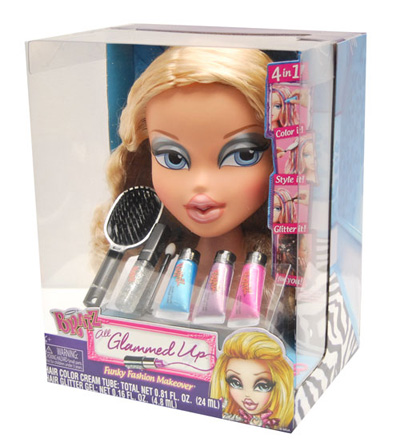 4 in 1!
Color it!
Style it!
Glitter it!
BRATZ
All Glammed Up
Funky Fashion Makeover
WARNING:
HAIR COLOR CREAM TUBE: TOTAL NET 0.81 FL. OZ. (24 ML)
HAIR GLITTER GEL: NET 0.16 FL. OZ. (4.8 ML)